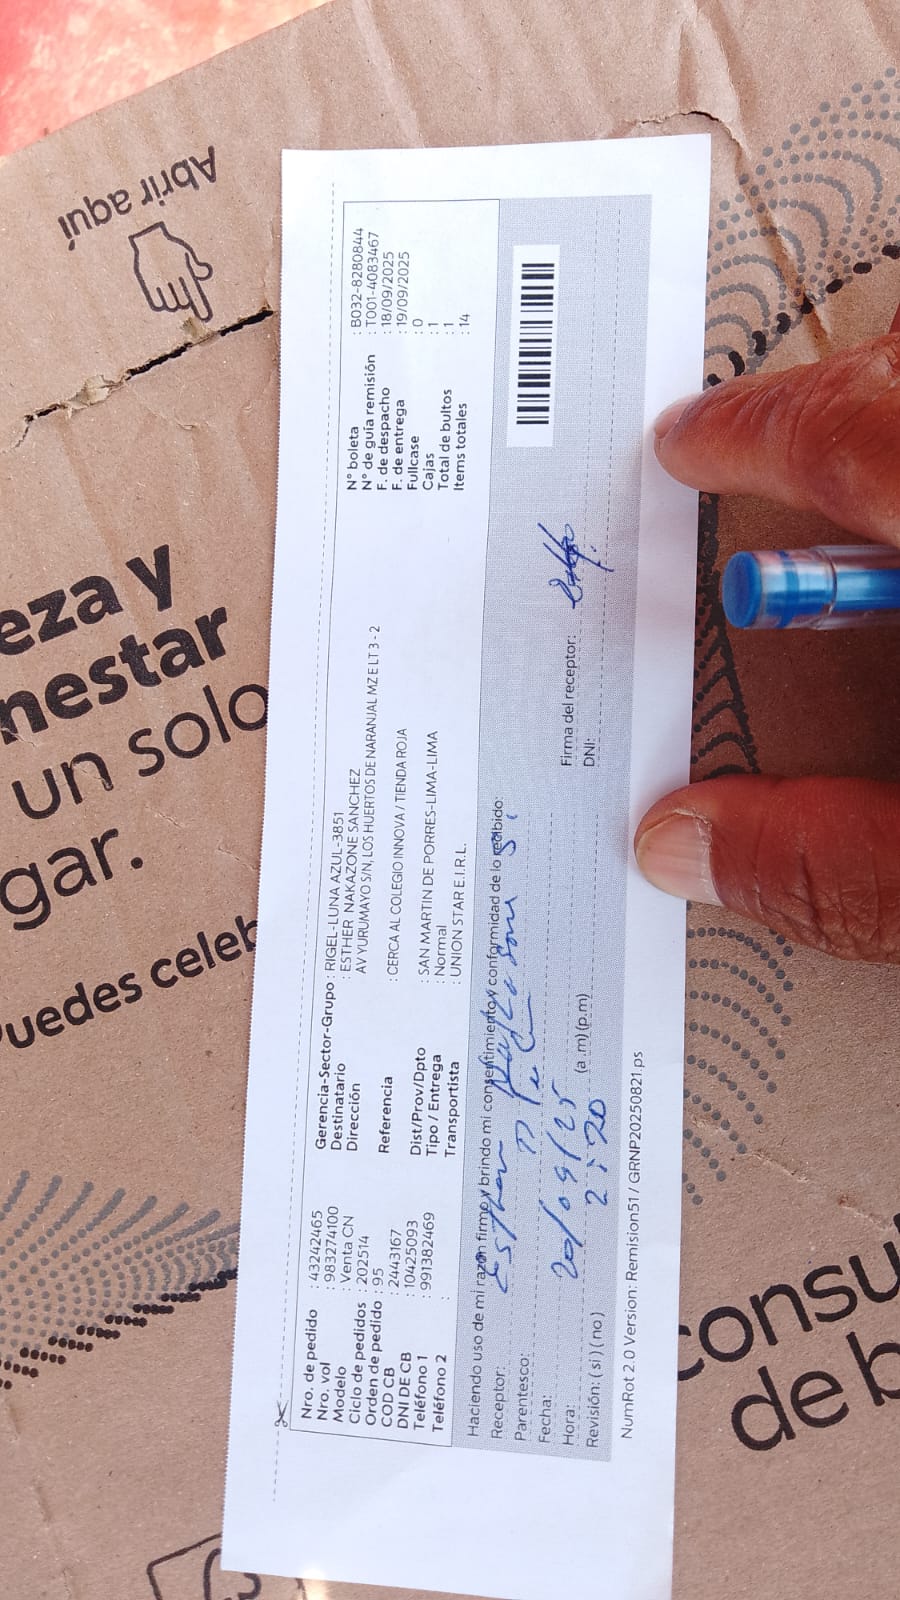 Abrir aquí
eza y
nestar
un solo
gar.
uedes celeb
consu
de b
Nro. de pedido : 43242465
Nro. vol : 983274100
Modelo : Venta CN
Ciclo de pedidos : 202514
Orden de pedido : 95
COD CB : 2443167
DNI DE CB : 10425093
Teléfono 1 : 991382469
Teléfono 2 :
Gerencia-Sector-Grupo : RIGEL-LUNA AZUL-3851
Destinatario : ESTHER NAKAZONE SANCHEZ
Dirección AV YURUMAYO S/N, LOS HUERTOS DE NARANJAL MZ E LT 3 - 2
Referencia : CERCA AL COLEGIO INNOVA / TIENDA ROJA
Dist/Prov/Dpto : SAN MARTIN DE PORRES-LIMA-LIMA
Tipo / Entrega : Normal
Transportista : UNION STAR E.I.R.L.
N° boleta : B032-8280844
N° de guía remisión : T001-4083467
F. de despacho : 18/09/2025
F. de entrega : 19/09/2025
Fullcase : 0
Cajas : 1
Total de bultos : 1
Items totales : 14
Haciendo uso de mi razón firmo y brindo mi consentimiento y conformidad de lo recibido:
Receptor: Esther Nakazone S.
Parentesco:
Fecha: 20/09/25
Hora: 2:20 (a .m) (p.m)
Revisión: ( si ) ( no )
Firma del receptor:
DNI:
NumRot 2.0 Version: Remision51 / GRNP20250821.ps